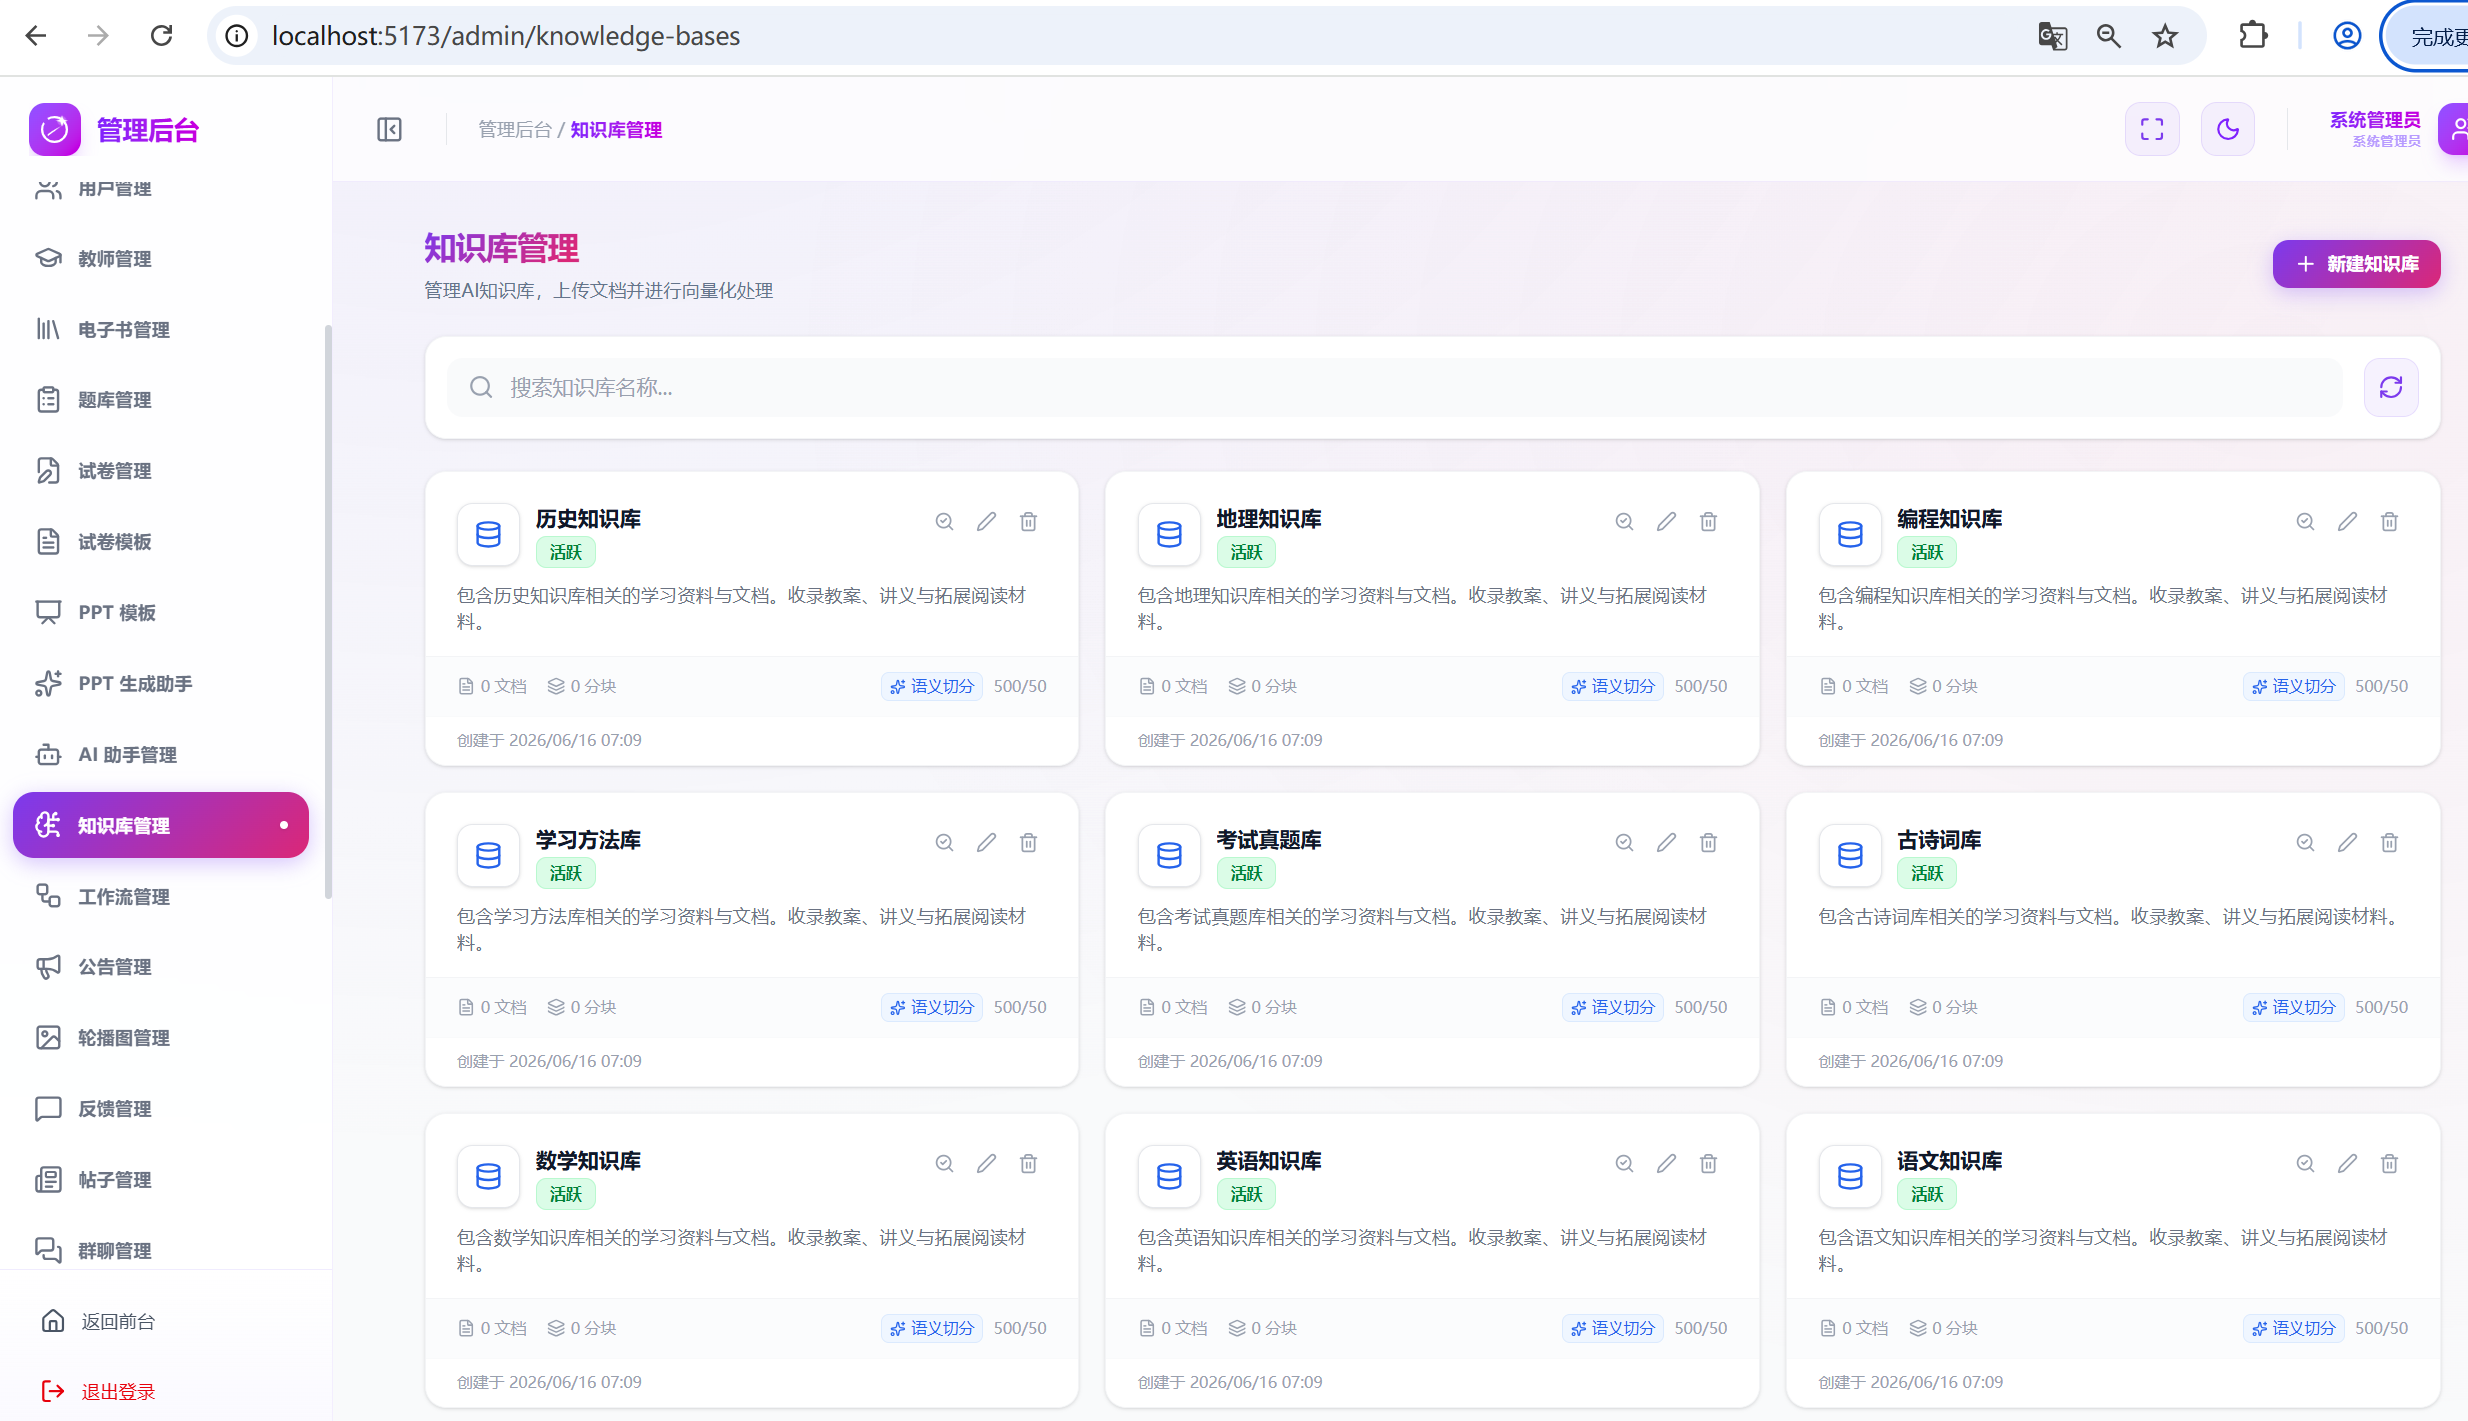 localhost:5173/admin/knowledge-bases
完成更
管理后台
用户管理
教师管理
电子书管理
题库管理
试卷管理
试卷模板
PPT 模板
PPT 生成助手
AI 助手管理
知识库管理
工作流管理
公告管理
轮播图管理
反馈管理
帖子管理
群聊管理
返回前台
退出登录
管理后台 / 知识库管理
系统管理员
系统管理员
知识库管理
管理AI知识库，上传文档并进行向量化处理
新建知识库
搜索知识库名称...
历史知识库
活跃
包含历史知识库相关的学习资料与文档。收录教案、讲义与拓展阅读材
料。
0 文档 0 分块 语义切分 500/50
创建于 2026/06/16 07:09
地理知识库
活跃
包含地理知识库相关的学习资料与文档。收录教案、讲义与拓展阅读材
料。
0 文档 0 分块 语义切分 500/50
创建于 2026/06/16 07:09
编程知识库
活跃
包含编程知识库相关的学习资料与文档。收录教案、讲义与拓展阅读材
料。
0 文档 0 分块 语义切分 500/50
创建于 2026/06/16 07:09
学习方法库
活跃
包含学习方法库相关的学习资料与文档。收录教案、讲义与拓展阅读材
料。
0 文档 0 分块 语义切分 500/50
创建于 2026/06/16 07:09
考试真题库
活跃
包含考试真题库相关的学习资料与文档。收录教案、讲义与拓展阅读材
料。
0 文档 0 分块 语义切分 500/50
创建于 2026/06/16 07:09
古诗词库
活跃
包含古诗词库相关的学习资料与文档。收录教案、讲义与拓展阅读材料。
0 文档 0 分块 语义切分 500/50
创建于 2026/06/16 07:09
数学知识库
活跃
包含数学知识库相关的学习资料与文档。收录教案、讲义与拓展阅读材
料。
0 文档 0 分块 语义切分 500/50
创建于 2026/06/16 07:09
英语知识库
活跃
包含英语知识库相关的学习资料与文档。收录教案、讲义与拓展阅读材
料。
0 文档 0 分块 语义切分 500/50
创建于 2026/06/16 07:09
语文知识库
活跃
包含语文知识库相关的学习资料与文档。收录教案、讲义与拓展阅读材
料。
0 文档 0 分块 语义切分 500/50
创建于 2026/06/16 07:09